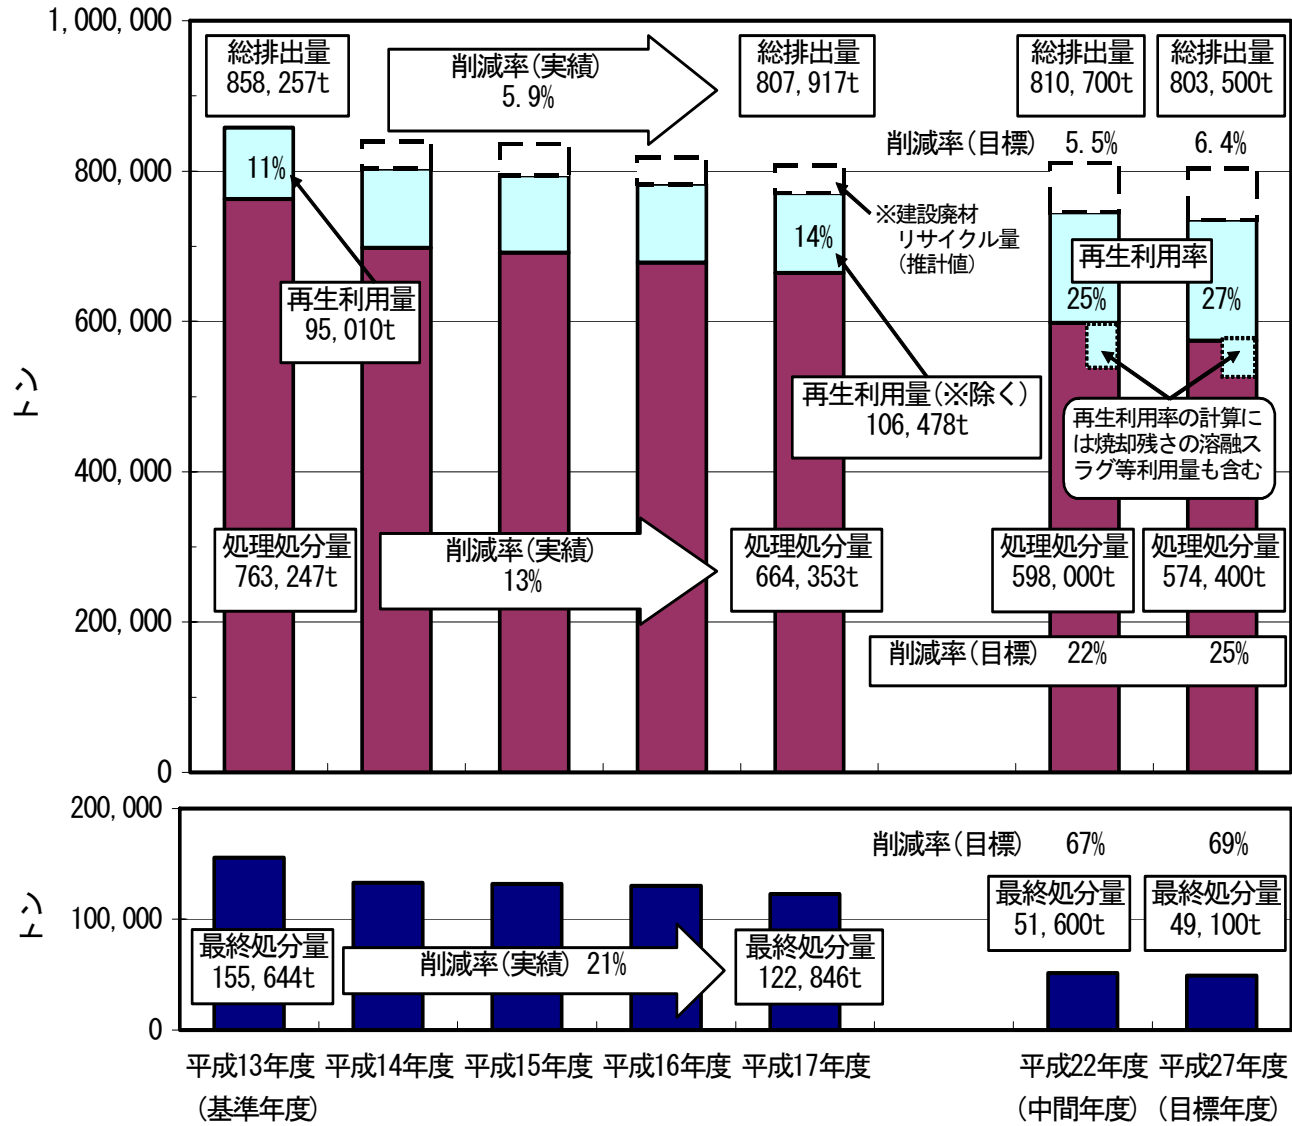 1,000,000
800,000
600,000
400,000
200,000
0
トン
総排出量
858,257t
削減率(実績)
5.9%
総排出量
807,917t
総排出量
810,700t
総排出量
803,500t
削減率(目標) 5.5% 6.4%
11%
14%
※建設廃材
リサイクル量
(推計値)
再生利用率
25%
27%
再生利用量
95,010t
再生利用量(※除く)
106,478t
再生利用率の計算に
は焼却残さの溶融ス
ラグ等利用量も含む
処理処分量
763,247t
削減率(実績)
13%
処理処分量
664,353t
処理処分量
598,000t
処理処分量
574,400t
削減率(目標) 22% 25%
200,000
100,000
0
トン
削減率(目標) 67% 69%
最終処分量
155,644t
削減率(実績) 21%
最終処分量
122,846t
最終処分量
51,600t
最終処分量
49,100t
平成13年度
(基準年度)
平成14年度
平成15年度
平成16年度
平成17年度
平成22年度
(中間年度)
平成27年度
(目標年度)